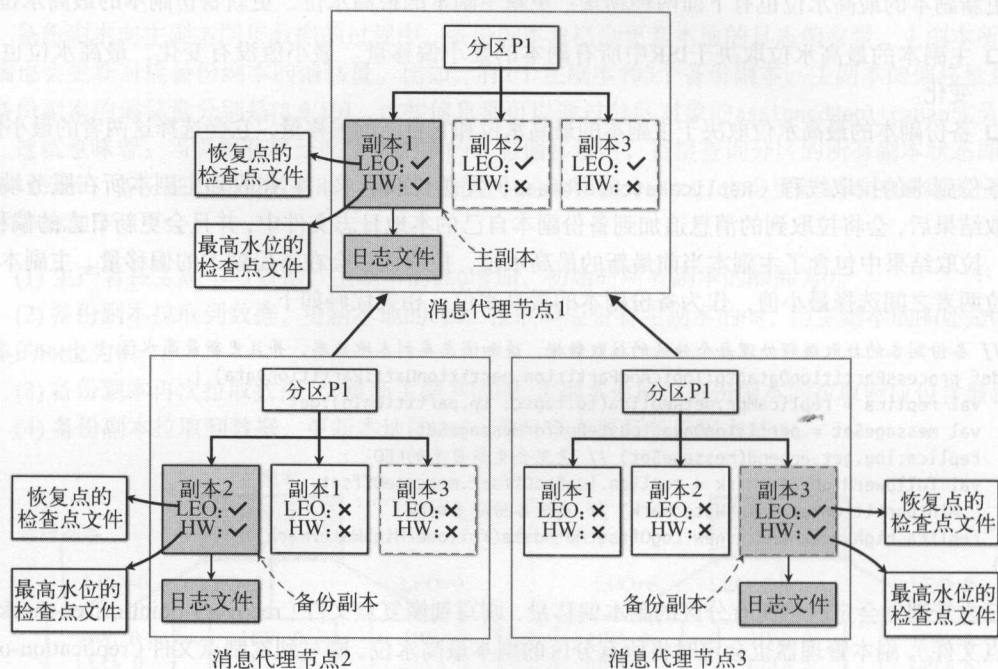 分区P1
副本1
LEO: ✓
HW: ✓
副本2
LEO: ✓
HW: ✗
副本3
LEO: ✓
HW: ✗
恢复点的
检查点文件
最高水位的
检查点文件
日志文件
主副本
消息代理节点1
分区P1
副本2
LEO: ✓
HW: ✓
副本1
LEO: ✗
HW: ✗
副本3
LEO: ✗
HW: ✗
恢复点的
检查点文件
最高水位的
检查点文件
日志文件
备份副本
消息代理节点2
分区P1
副本1
LEO: ✗
HW: ✗
副本2
LEO: ✗
HW: ✗
副本3
LEO: ✓
HW: ✓
恢复点的
检查点文件
最高水位的
检查点文件
备份副本
日志文件
消息代理节点3